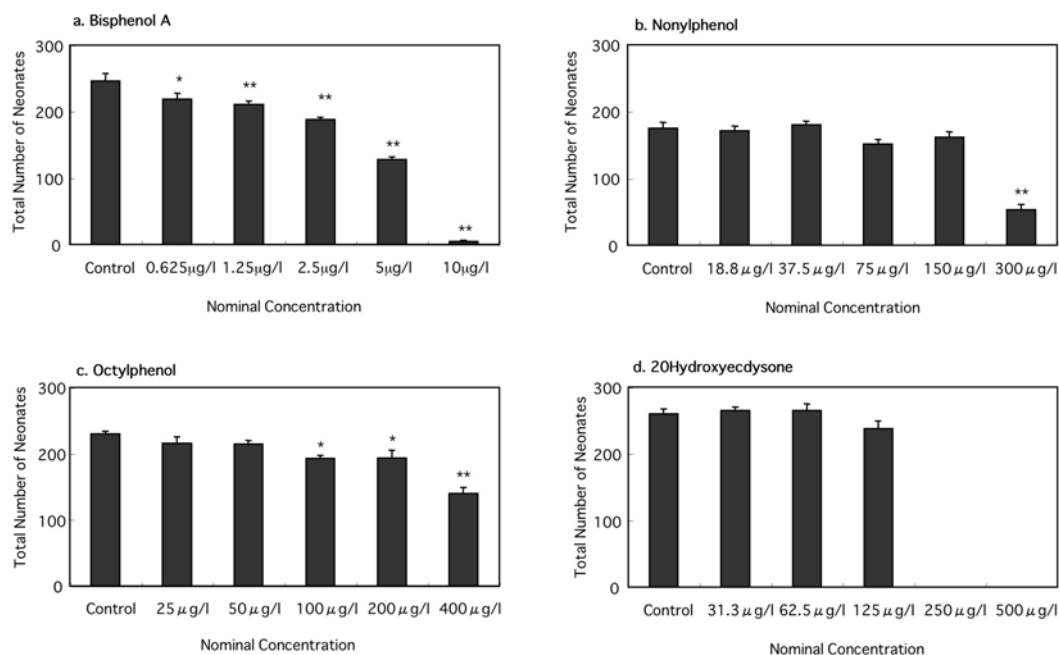 a. Bisphenol A
Total Number of Neonates
300
200
100
0
*
**
**
**
**
Control 0.625μg/l 1.25μg/l 2.5μg/l 5μg/l 10μg/l
Nominal Concentration
b. Nonylphenol
Total Number of Neonates
300
200
100
0
**
Control 18.8μg/l 37.5μg/l 75μg/l 150μg/l 300μg/l
Nominal Concentration
c. Octylphenol
Total Number of Neonates
300
200
100
0
*
*
**
Control 25μg/l 50μg/l 100μg/l 200μg/l 400μg/l
Nominal Concentration
d. 20Hydroxyecdysone
Total Number of Neonates
300
200
100
0
Control 31.3μg/l 62.5μg/l 125μg/l 250μg/l 500μg/l
Nominal Concentration